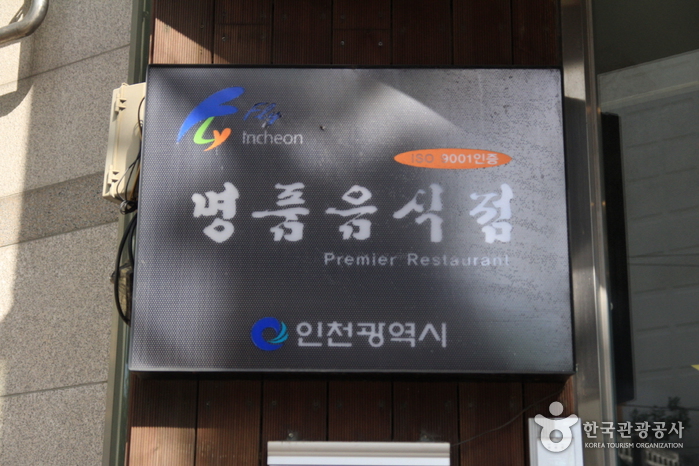 Fly
Incheon
ISO 9001인증
명품음식점
Premier Restaurant
인천광역시
한국관광공사
KOREA TOURISM ORGANIZATION